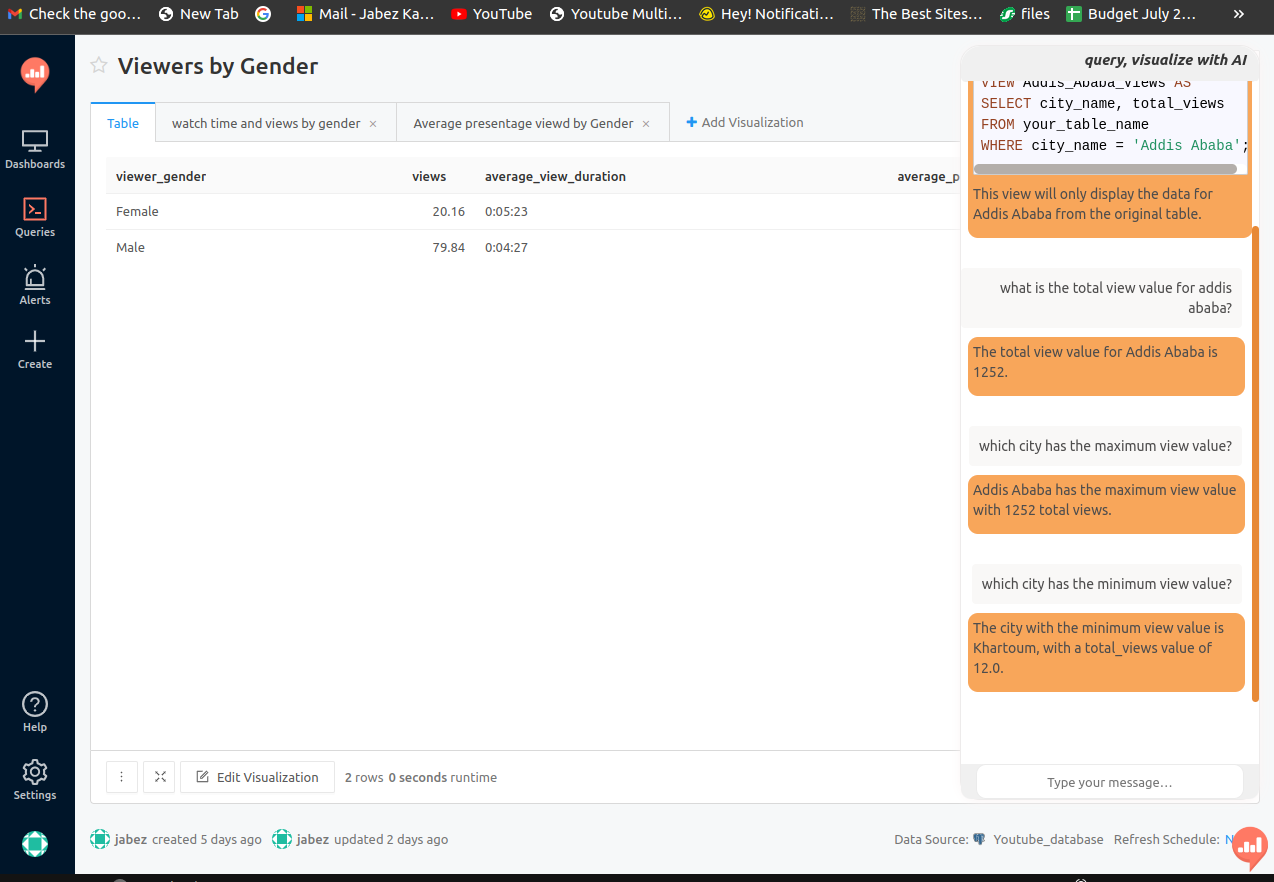 Check the goo… New Tab Mail - Jabez Ka… YouTube Youtube Multi… Hey! Notificati… The Best Sites… files Budget July 2… »
Viewers by Gender
Table
watch time and views by gender ×
Average presentage viewd by Gender ×
+ Add Visualization
viewer_gender views average_view_duration average_p
Female 20.16 0:05:23
Male 79.84 0:04:27
Dashboards
Queries
Alerts
Create
Help
Settings
query, visualize with AI
VIEW Addis_Ababa_Views AS
SELECT city_name, total_views
FROM your_table_name
WHERE city_name = 'Addis Ababa';
This view will only display the data for
Addis Ababa from the original table.
what is the total view value for addis
ababa?
The total view value for Addis Ababa is
1252.
which city has the maximum view value?
Addis Ababa has the maximum view value
with 1252 total views.
which city has the minimum view value?
The city with the minimum view value is
Khartoum, with a total_views value of
12.0.
Type your message…
Edit Visualization
2 rows 0 seconds runtime
jabez created 5 days ago jabez updated 2 days ago
Data Source: Youtube_database Refresh Schedule: